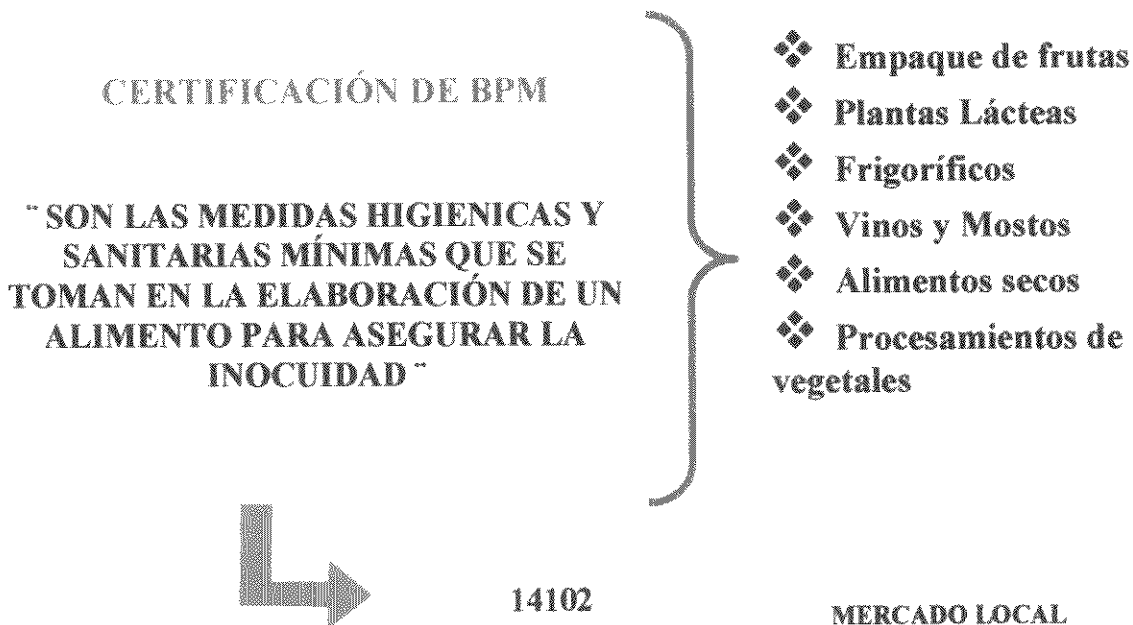 CERTIFICACIÓN DE BPM
¨ SON LAS MEDIDAS HIGIENICAS Y
SANITARIAS MÍNIMAS QUE SE
TOMAN EN LA ELABORACIÓN DE UN
ALIMENTO PARA ASEGURAR LA
INOCUIDAD ¨
❖ Empaque de frutas
❖ Plantas Lácteas
❖ Frigoríficos
❖ Vinos y Mostos
❖ Alimentos secos
❖ Procesamientos de
vegetales
14102
MERCADO LOCAL